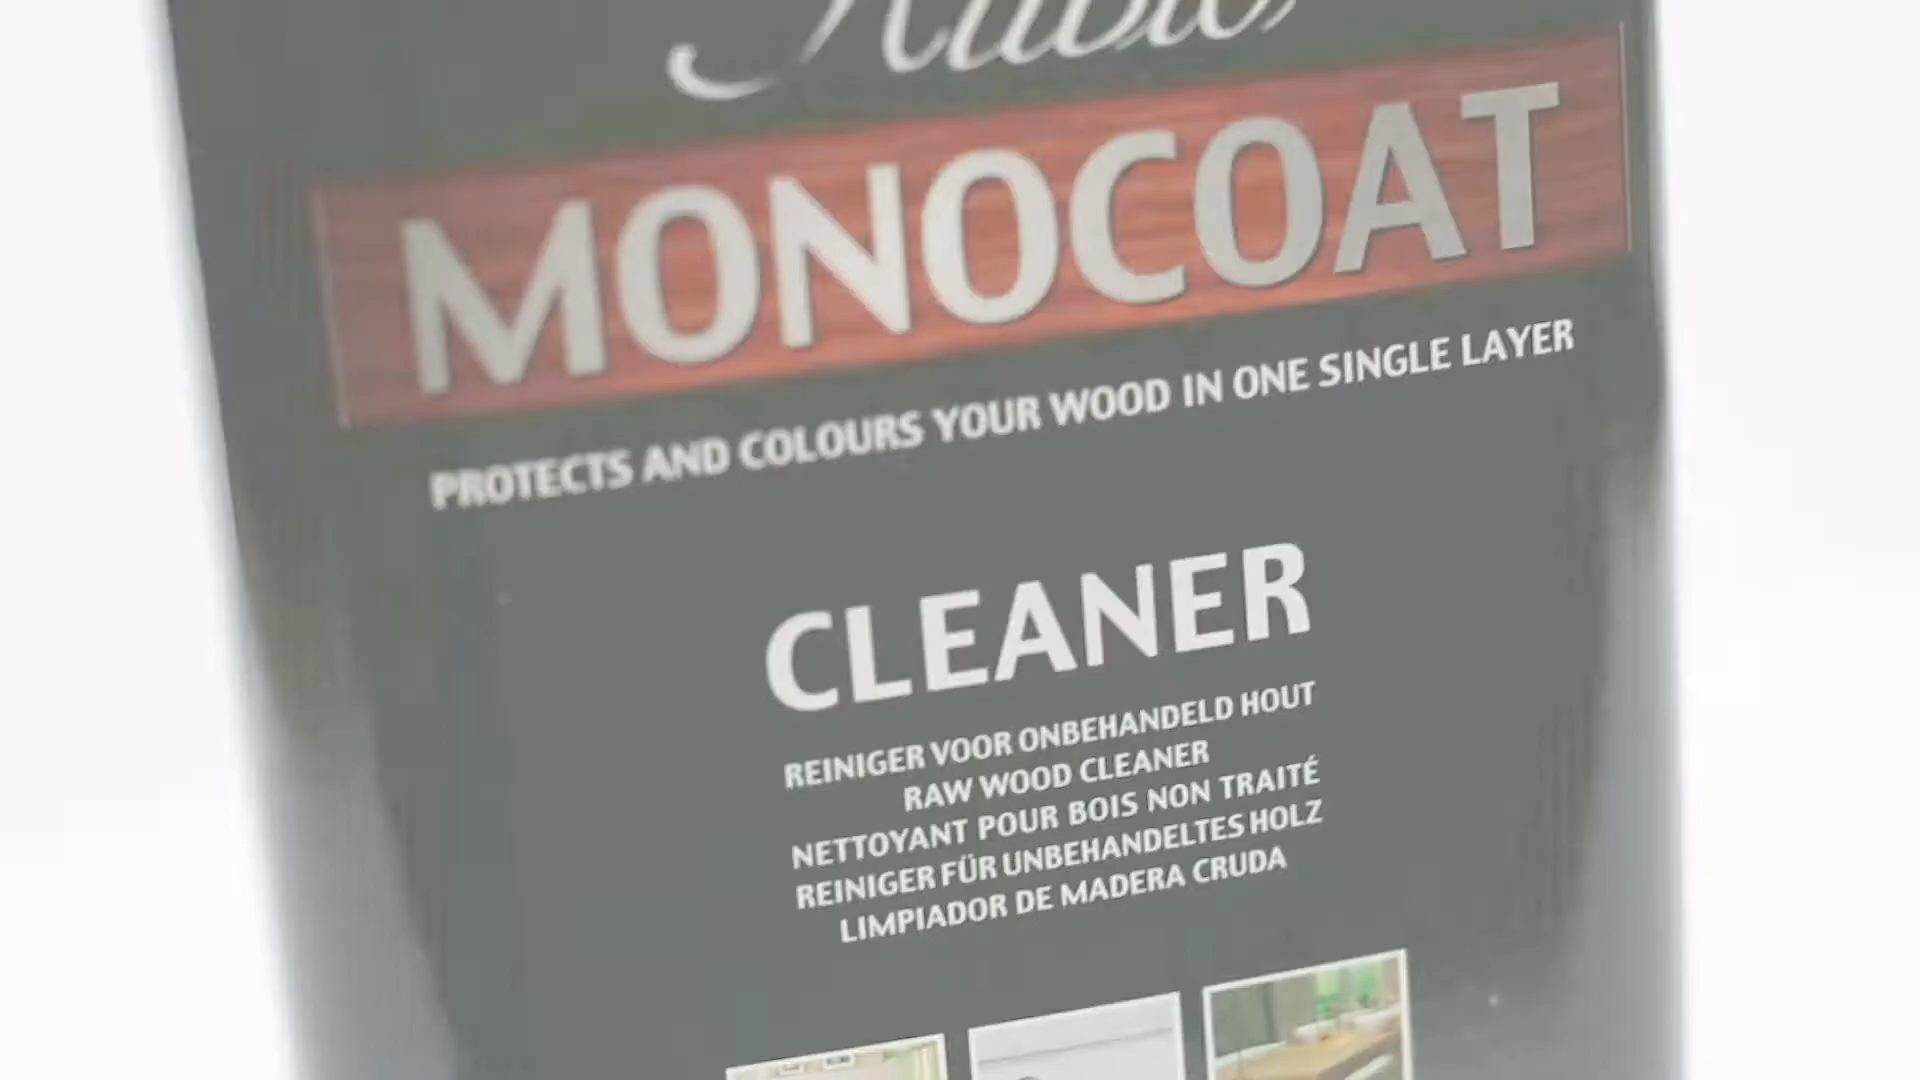 Rubio
MONOCOAT
PROTECTS AND COLOURS YOUR WOOD IN ONE SINGLE LAYER
CLEANER
REINIGER VOOR ONBEHANDELD HOUT
RAW WOOD CLEANER
NETTOYANT POUR BOIS NON TRAITÉ
REINIGER FÜR UNBEHANDELTES HOLZ
LIMPIADOR DE MADERA CRUDA